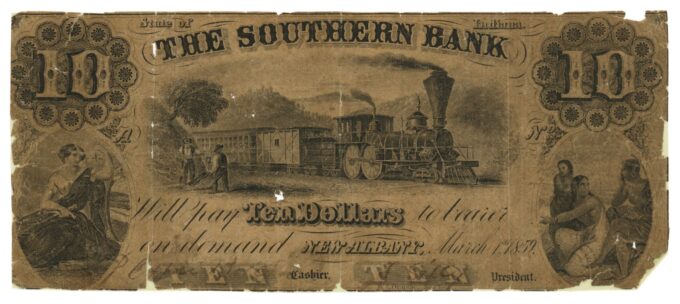 State of Indiana.
THE SOUTHERN BANK
10 10
A No
Will pay Ten Dollars to bearer
on demand NEW ALBANY, March 1, 1852.
TEN Cashier. TEN President.